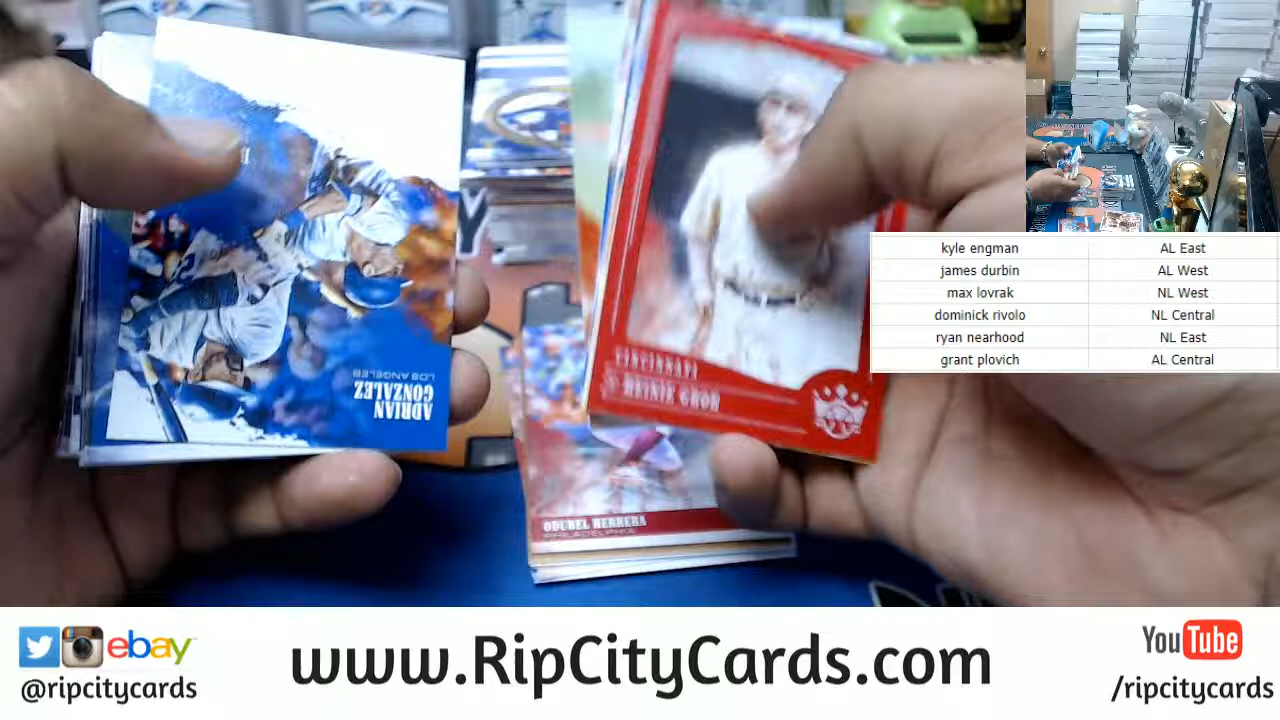 ADRIAN
GONZALEZ
LOS ANGELES
CINCINNATI
HEINIE GROH
ODUBEL HERRERA
PHILADELPHIA
kyle engman AL East
james durbin AL West
max lovrak NL West
dominick rivolo NL Central
ryan nearhood NL East
grant plovich AL Central
ebay
@ripcitycards
www.RipCityCards.com
YouTube
/ripcitycards